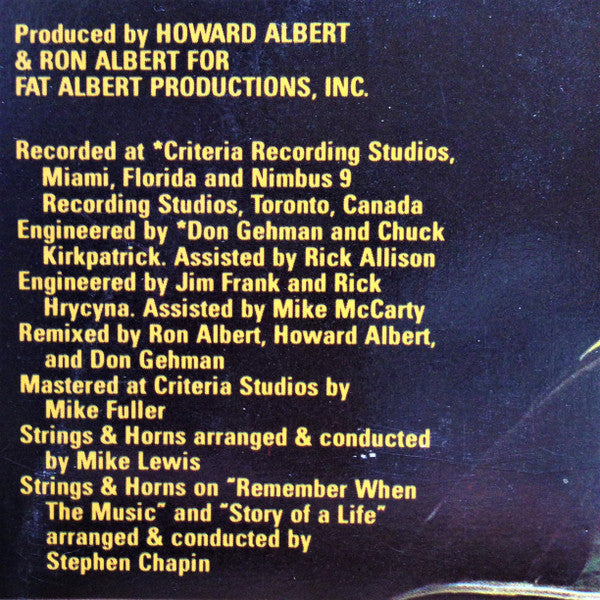 Produced by HOWARD ALBERT
& RON ALBERT FOR
FAT ALBERT PRODUCTIONS, INC.
Recorded at *Criteria Recording Studios,
Miami, Florida and Nimbus 9
Recording Studios, Toronto, Canada
Engineered by *Don Gehman and Chuck
Kirkpatrick. Assisted by Rick Allison
Engineered by Jim Frank and Rick
Hrycyna. Assisted by Mike McCarty
Remixed by Ron Albert, Howard Albert,
and Don Gehman
Mastered at Criteria Studios by
Mike Fuller
Strings & Horns arranged & conducted
by Mike Lewis
Strings & Horns on "Remember When
The Music" and "Story of a Life"
arranged & conducted by
Stephen Chapin